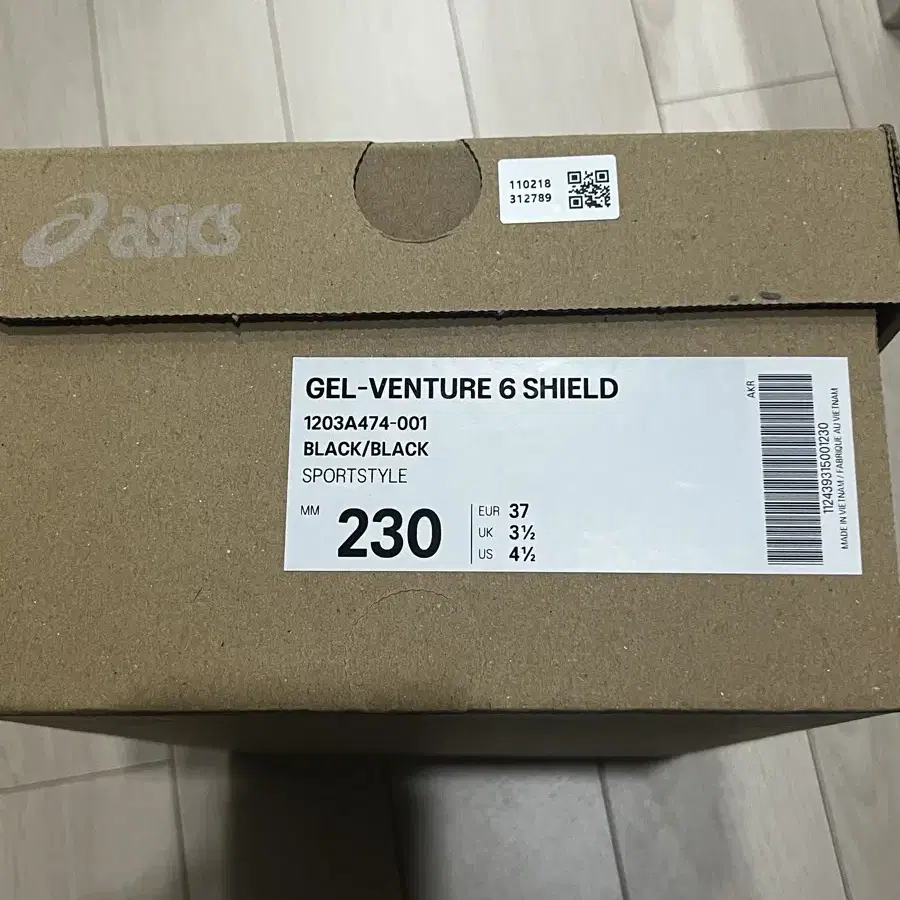 asics
110218
312789
GEL-VENTURE 6 SHIELD
1203A474-001
BLACK/BLACK
SPORTSTYLE
MM
230
EUR 37
UK 3½
US 4½
AKR
112439315001230
MADE IN VIETNAM / FABRIQUE AU VIETNAM